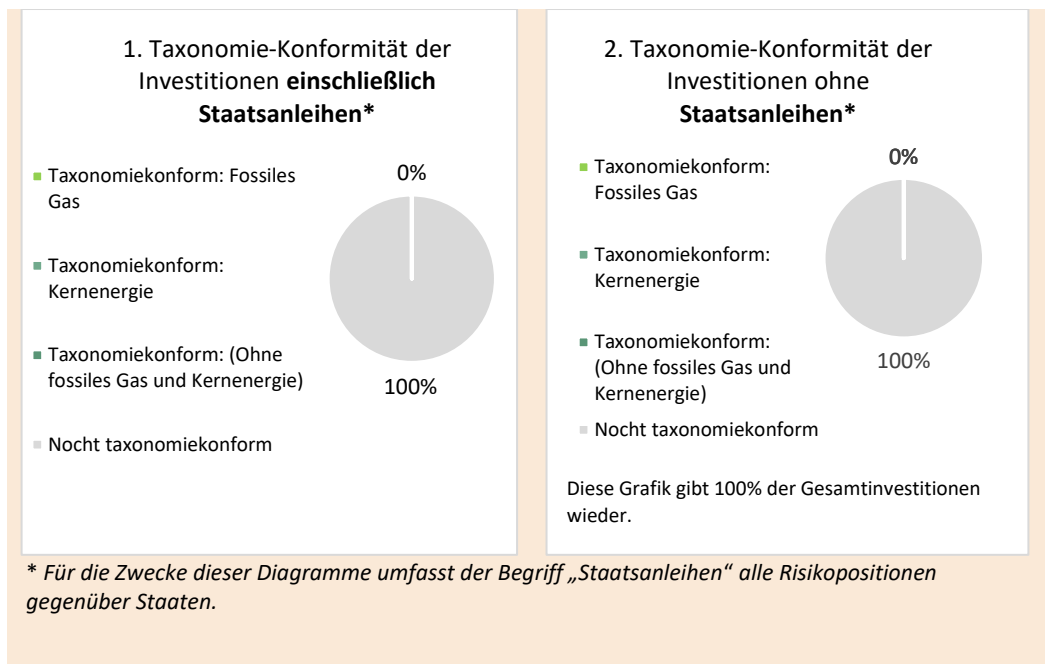 1. Taxonomie-Konformität der
Investitionen einschließlich
Staatsanleihen*
Taxonomiekonform: Fossiles
Gas
Taxonomiekonform:
Kernenergie
Taxonomiekonform: (Ohne
fossiles Gas und Kernenergie)
Nocht taxonomiekonform
0%
100%
2. Taxonomie-Konformität der
Investitionen ohne
Staatsanleihen*
Taxonomiekonform:
Fossiles Gas
Taxonomiekonform:
Kernenergie
Taxonomiekonform:
(Ohne fossiles Gas und
Kernenergie)
Nocht taxonomiekonform
0%
100%
Diese Grafik gibt 100% der Gesamtinvestitionen
wieder.
* Für die Zwecke dieser Diagramme umfasst der Begriff „Staatsanleihen“ alle Risikopositionen
gegenüber Staaten.